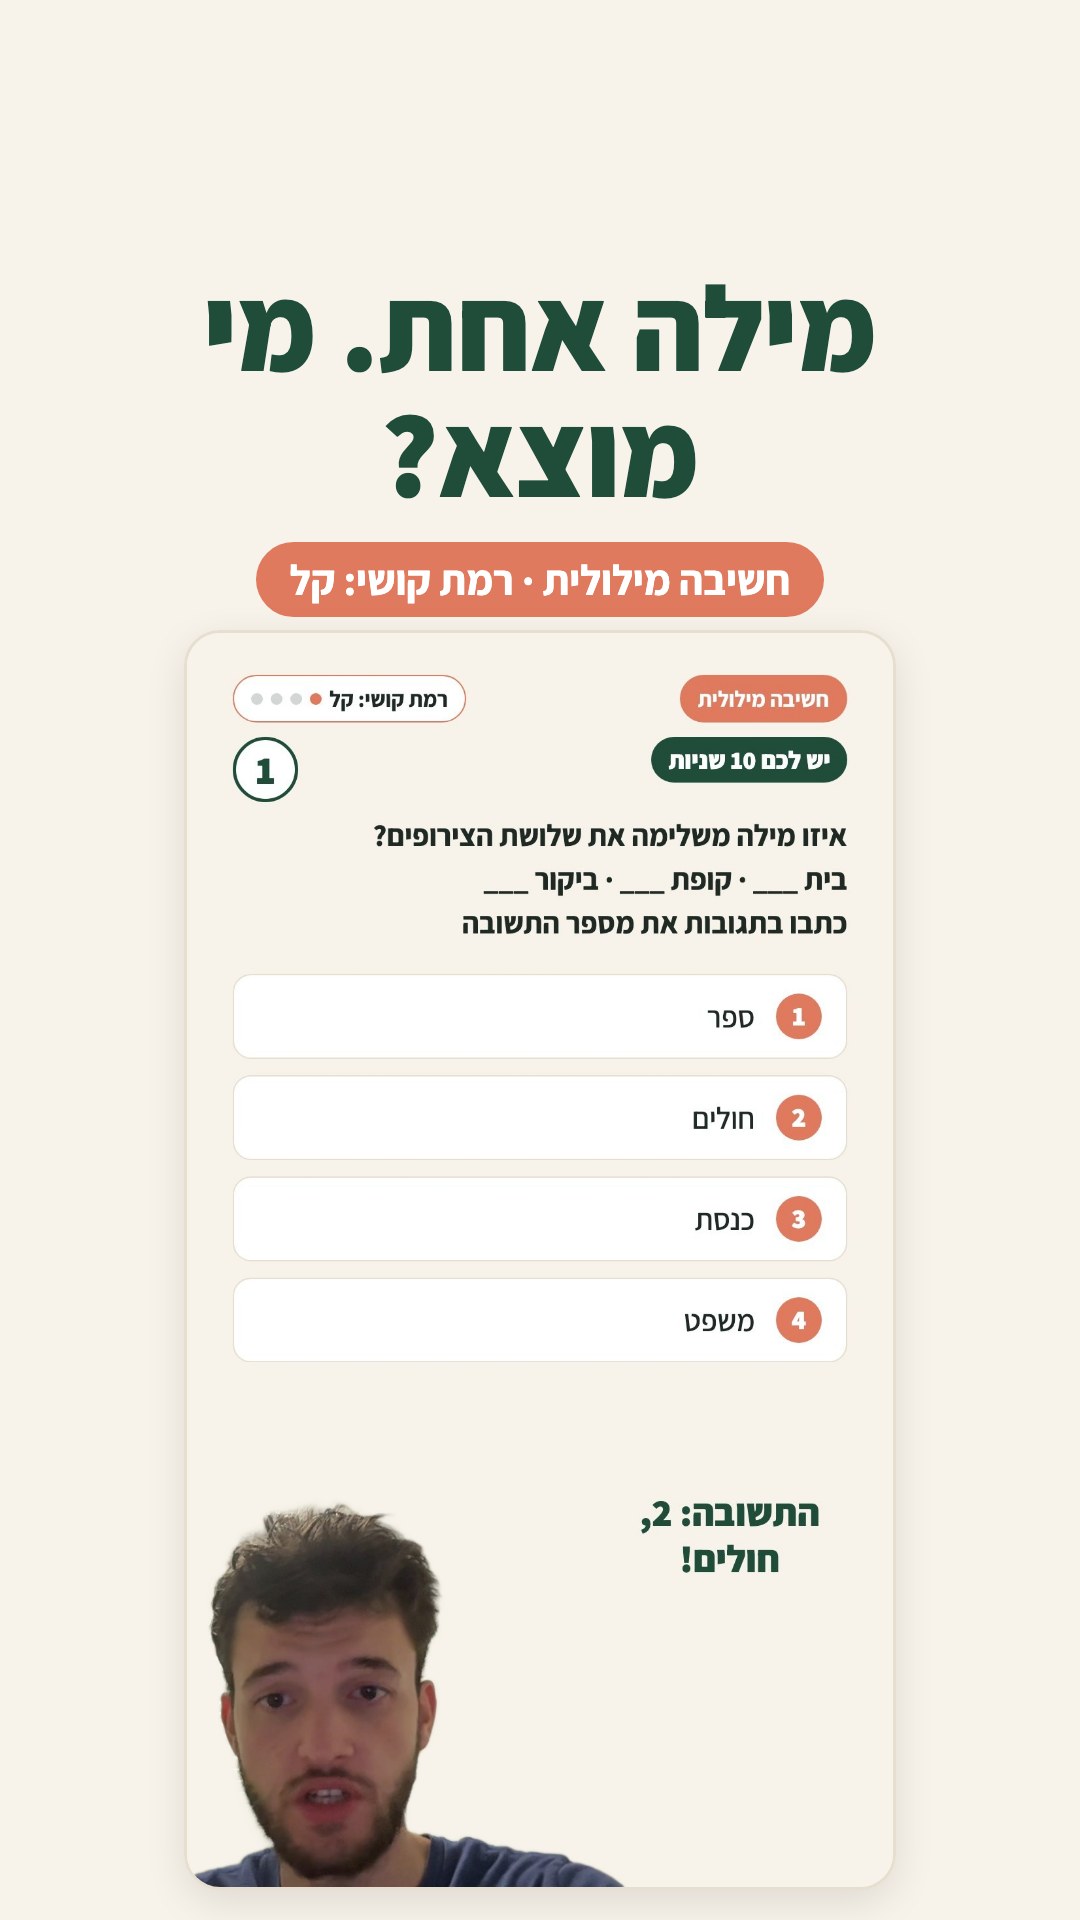 מילה אחת. מי
מוצא?
חשיבה מילולית · רמת קושי: קל
חשיבה מילולית
רמת קושי: קל
יש לכם 10 שניות
1
איזו מילה משלימה את שלושת הצירופים?
בית ___ · קופת ___ · ביקור ___
כתבו בתגובות את מספר התשובה
1 ספר
2 חולים
3 כנסת
4 משפט
התשובה: 2,
חולים!